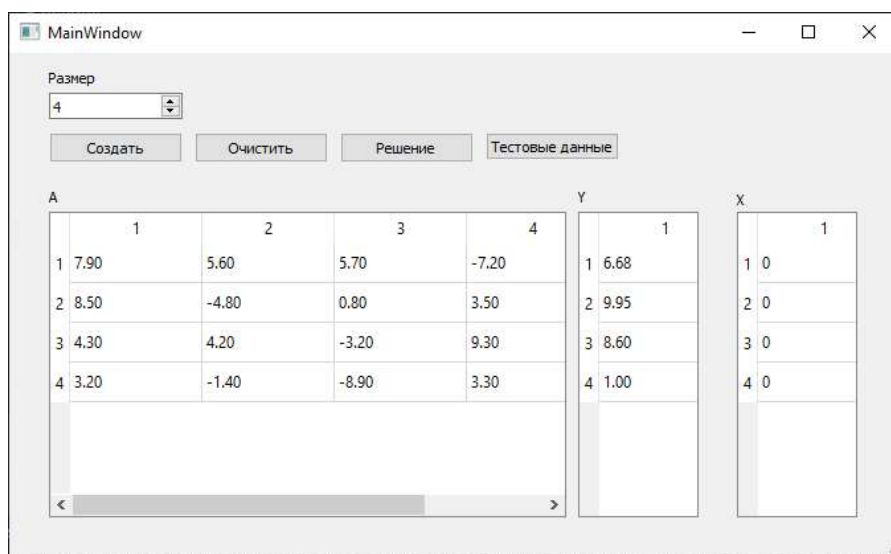 MainWindow
Размер
4
Создать Очистить Решение Тестовые данные
A Y X
1 2 3 4 1 1
1 7.90 5.60 5.70 -7.20 1 6.68 1 0
2 8.50 -4.80 0.80 3.50 2 9.95 2 0
3 4.30 4.20 -3.20 9.30 3 8.60 3 0
4 3.20 -1.40 -8.90 3.30 4 1.00 4 0